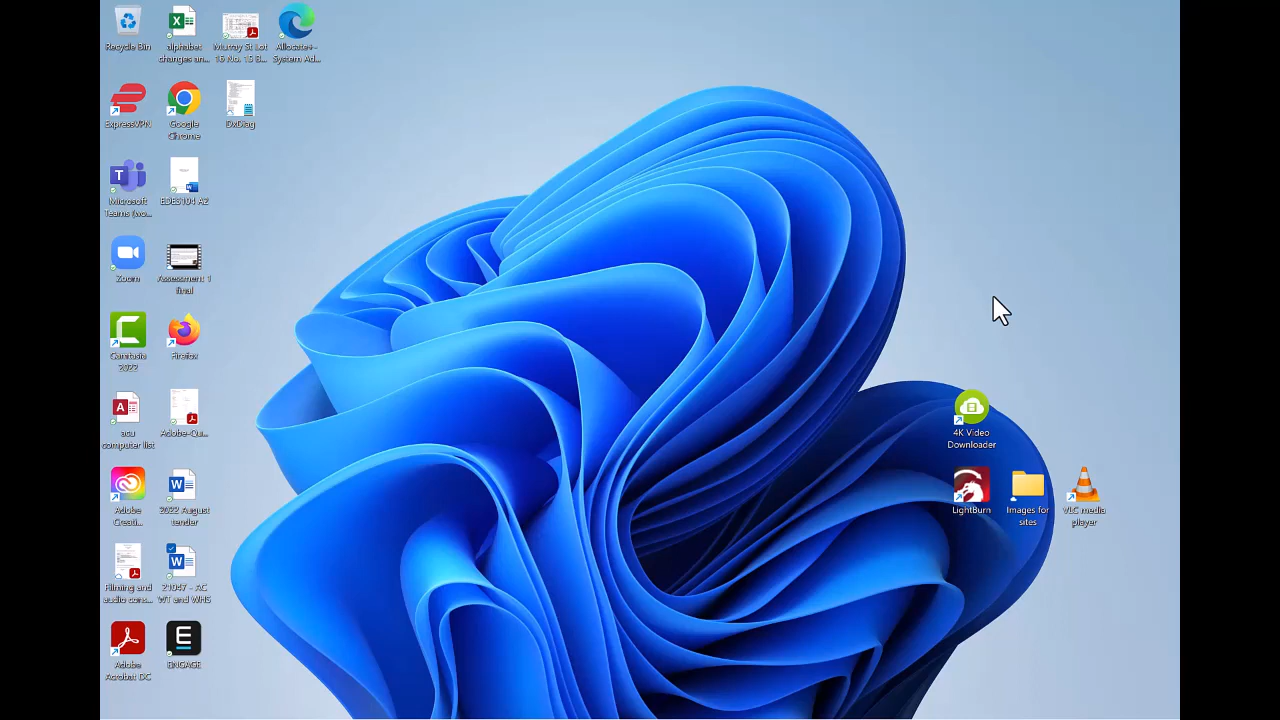 Recycle Bin
alphabet
changes an...
Murray St Lot
16 No. 15 B...
Allocate+-
System Ad...
ExpressVPN
Google
Chrome
DxDiag
Microsoft
Teams (wo...
EDES104 A2
Zoom
Assessment 1
final
Camtasia
2022
Firefox
acu
computer list
Adobe-Qu...
Adobe
Creati...
2022 August
tender
Filming and
audio cons...
21047 - AC
WT and WHS
Adobe
Acrobat DC
ENGAGE
4K Video
Downloader
LightBurn
Images for
sites
VLC media
player